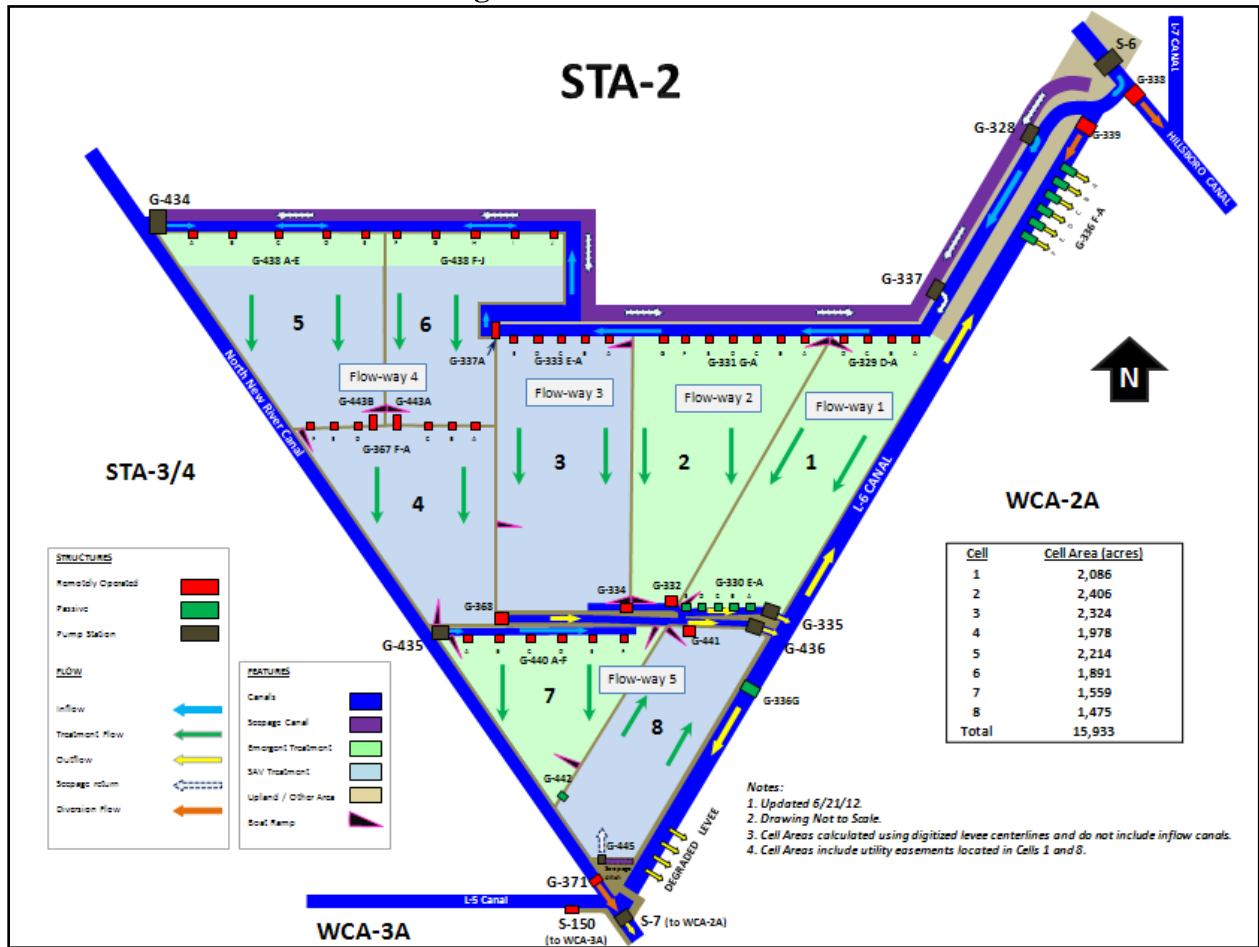 STA-2
S-6
L-7 CANAL
G-338
G-328
G-339
HILLSBORO CANAL
G-434
A B C D E F G H I J
G-336 F-A
A
B
C
D
E
F
G-438 A-E
G-438 F-J
G-337
5
6
G-337A
E D C B A
G F E D C B A
D C B A
G-333 E-A
G-331 G-A
G-329 D-A
Flow-way 4
Flow-way 3
Flow-way 2
Flow-way 1
N
G-443B
G-443A
F E D C B A
G-367 F-A
North New River Canal
STA-3/4
3
2
1
4
L-6 CANAL
WCA-2A
STRUCTURES
Remotely Operated
Passive
Pump Station
FLOW
Inflow
Treatment Flow
Outflow
Seepage return
Diversion Flow
FEATURES
Canals
Seepage Canal
Emergent Treatment
SAV Treatment
Upland / Other Area
Boat Ramp
Cell Cell Area (acres)
1 2,086
2 2,406
3 2,324
4 1,978
5 2,214
6 1,891
7 1,559
8 1,475
Total 15,933
G-334
G-332
G-330 E-A
E D C B A
G-368
G-335
G-435
G-441
G-436
A B C D E F
G-440 A-F
Flow-way 5
7
8
G-336G
G-442
G-445
Seepage
DEGRADED LEVEE
G-371
L-5 Canal
WCA-3A
S-150
(to WCA-3A)
S-7 (to WCA-2A)
Notes:
1. Updated 6/21/12.
2. Drawing Not to Scale.
3. Cell Areas calculated using digitized levee centerlines and do not include inflow canals.
4. Cell Areas include utility easements located in Cells 1 and 8.